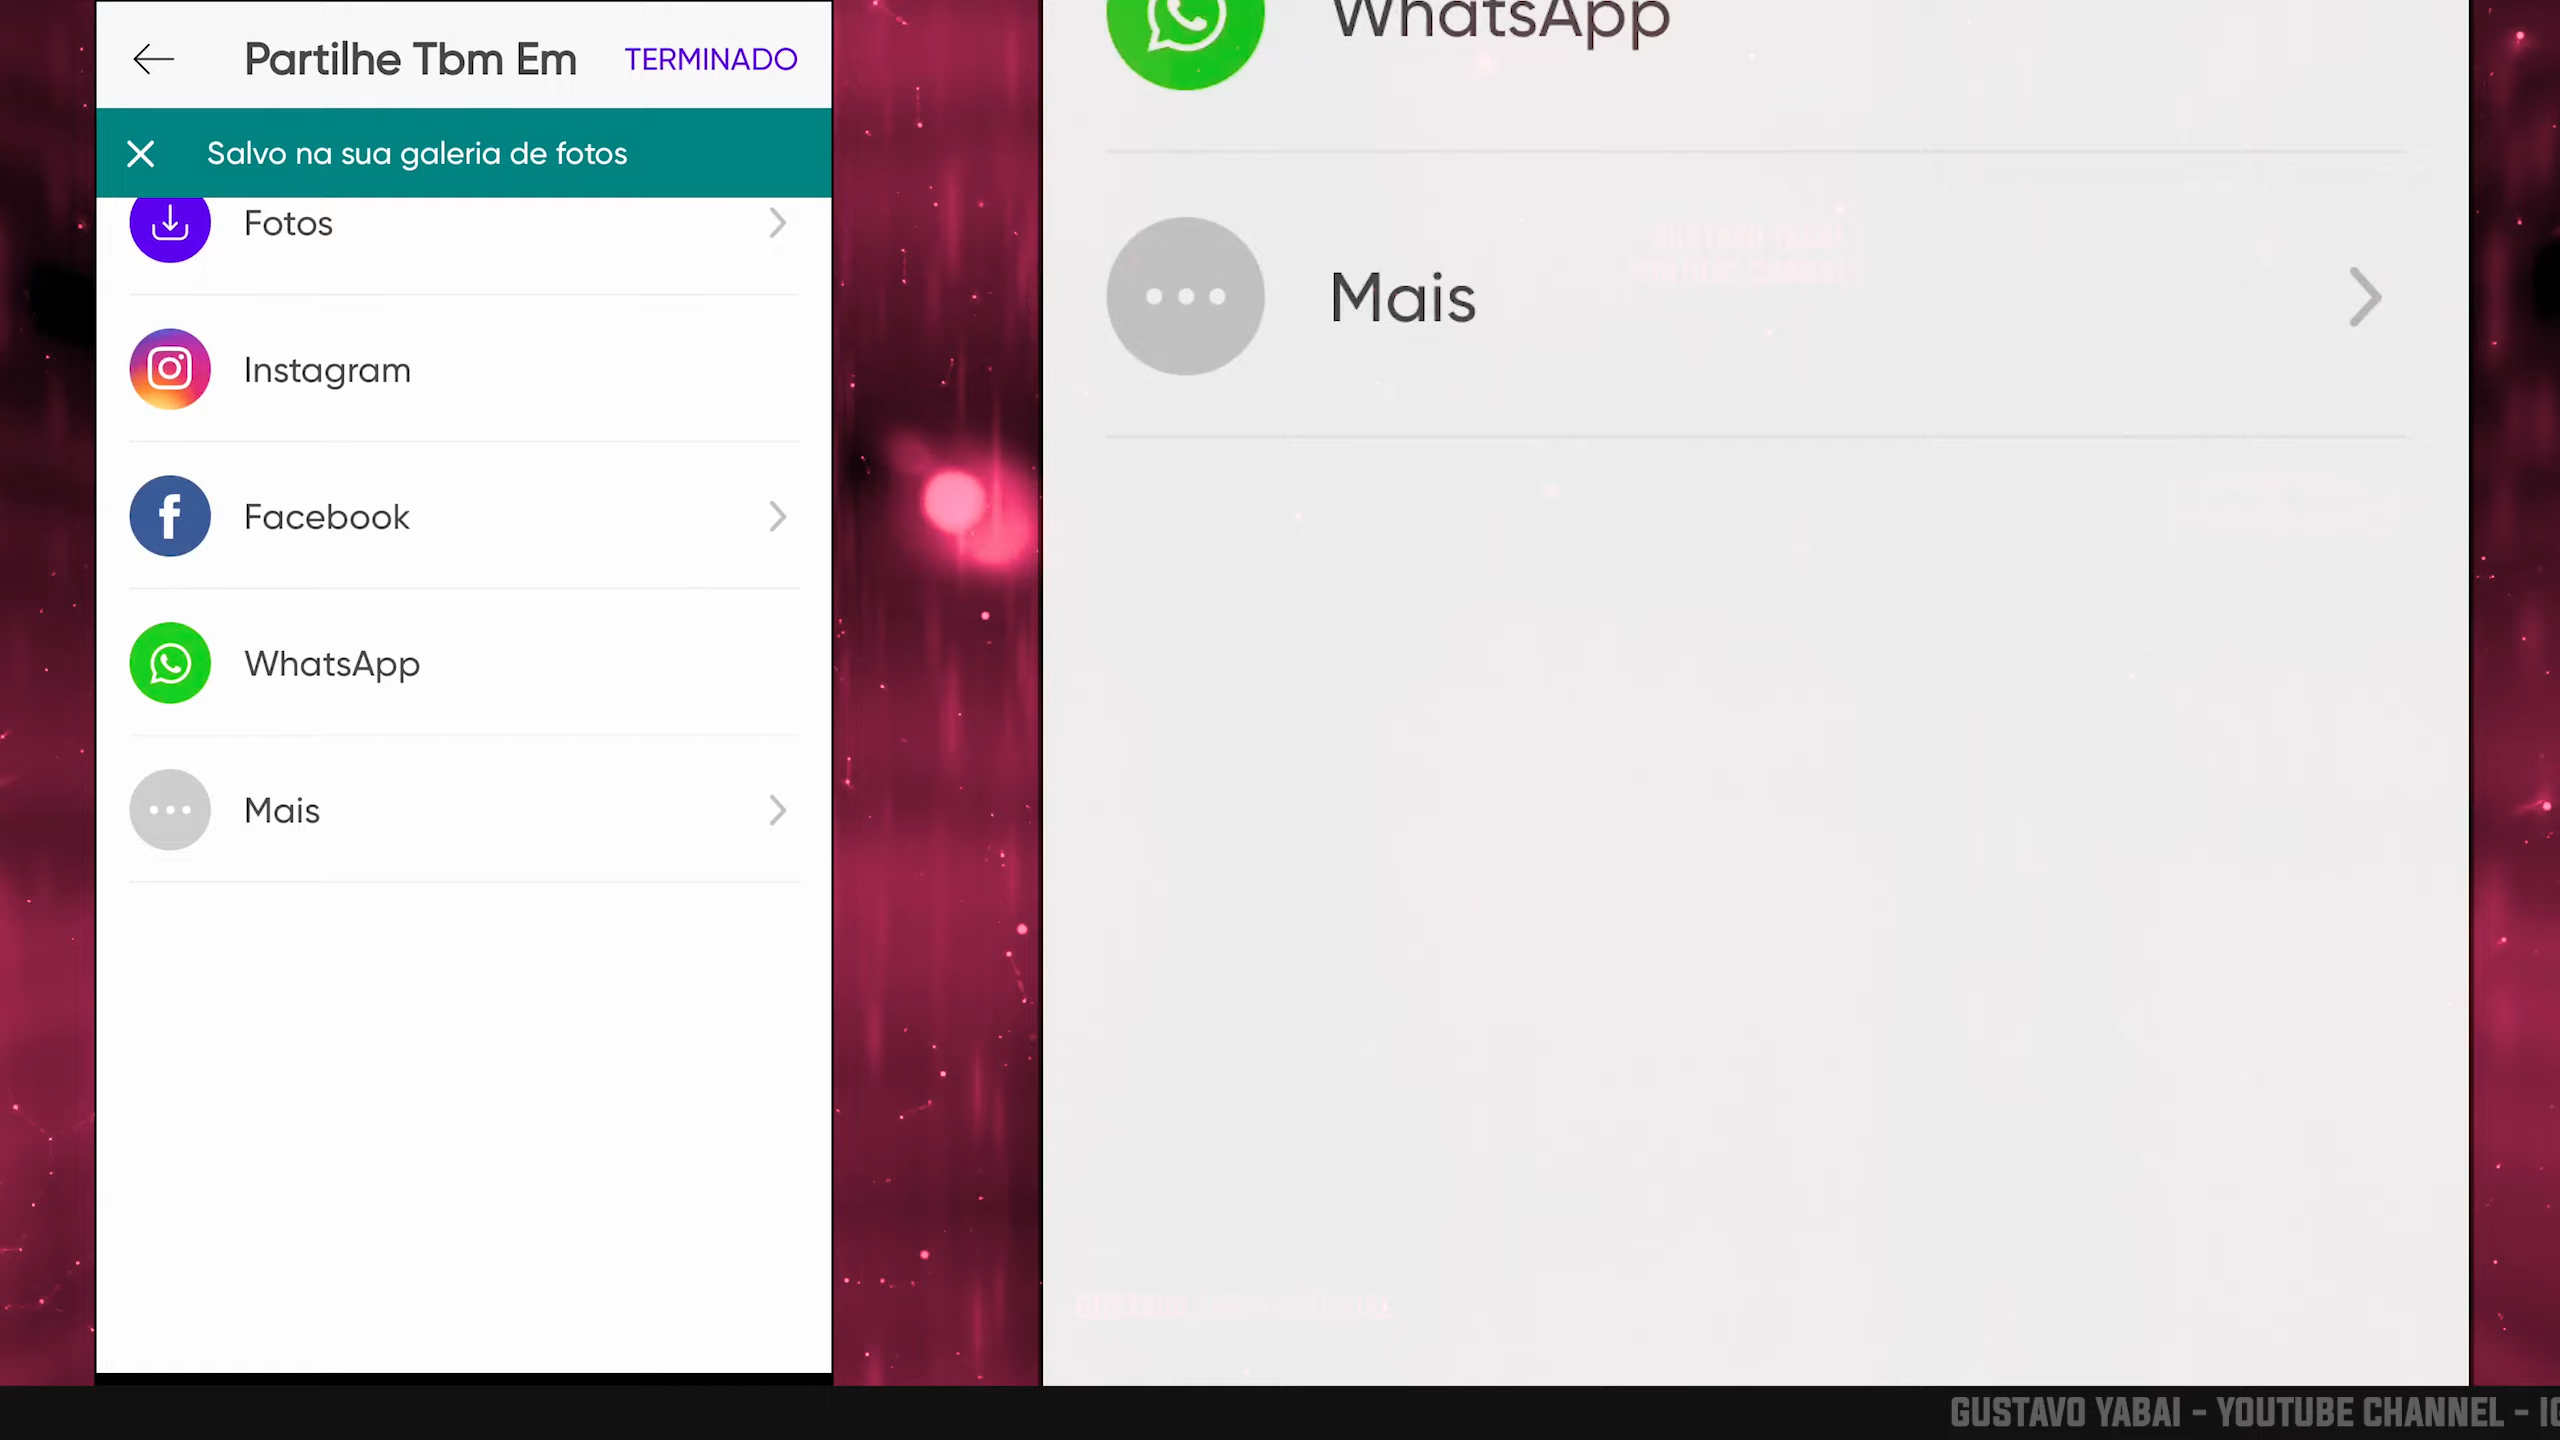 Partilhe Tbm Em
TERMINADO
Salvo na sua galeria de fotos
Fotos
Instagram
Facebook
WhatsApp
Mais
WhatsApp
Mais
GUSTAVO YABAI - YOUTUBE CHANNEL -